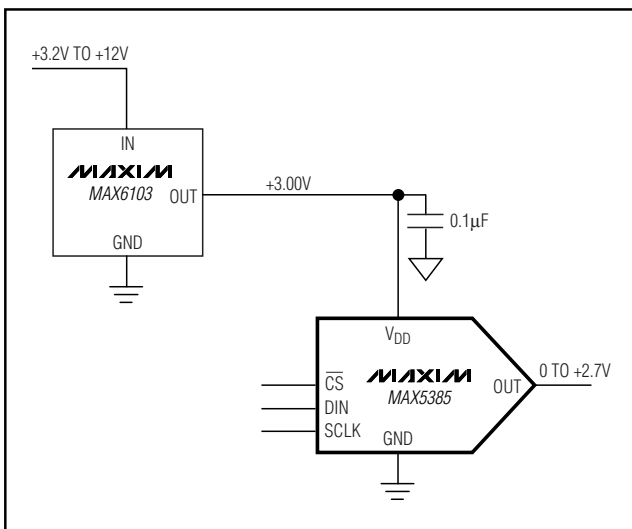 +3.2V TO +12V
IN
MAXIM
MAX6103
OUT
GND
+3.00V
0.1µF
VDD
CS
DIN
SCLK
MAXIM
MAX5385
OUT
GND
0 TO +2.7V